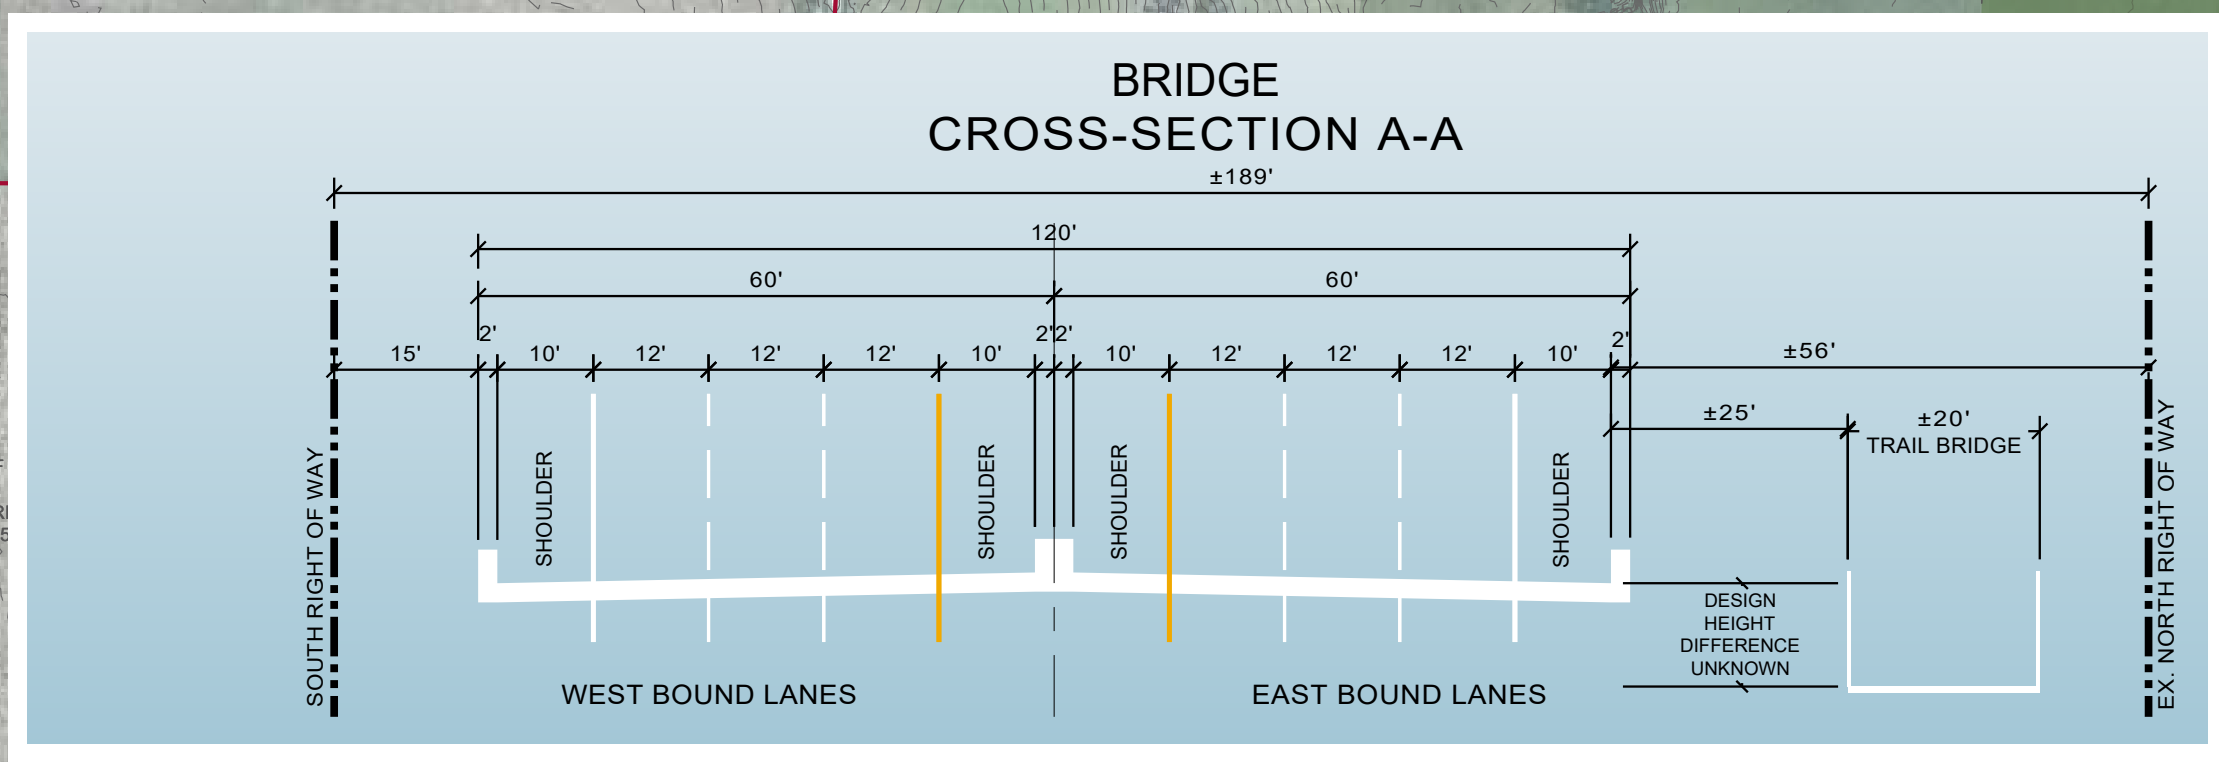 BRIDGE
CROSS-SECTION A-A
±189'
120'
60' 60'
15' 2' 10' 12' 12' 12' 10' 2' 2' 10' 12' 12' 12' 10' 2' ±56'
±25' ±20'
TRAIL BRIDGE
SOUTH RIGHT OF WAY
SHOULDER
SHOULDER
SHOULDER
SHOULDER
EX. NORTH RIGHT OF WAY
DESIGN
HEIGHT
DIFFERENCE
UNKNOWN
WEST BOUND LANES
EAST BOUND LANES